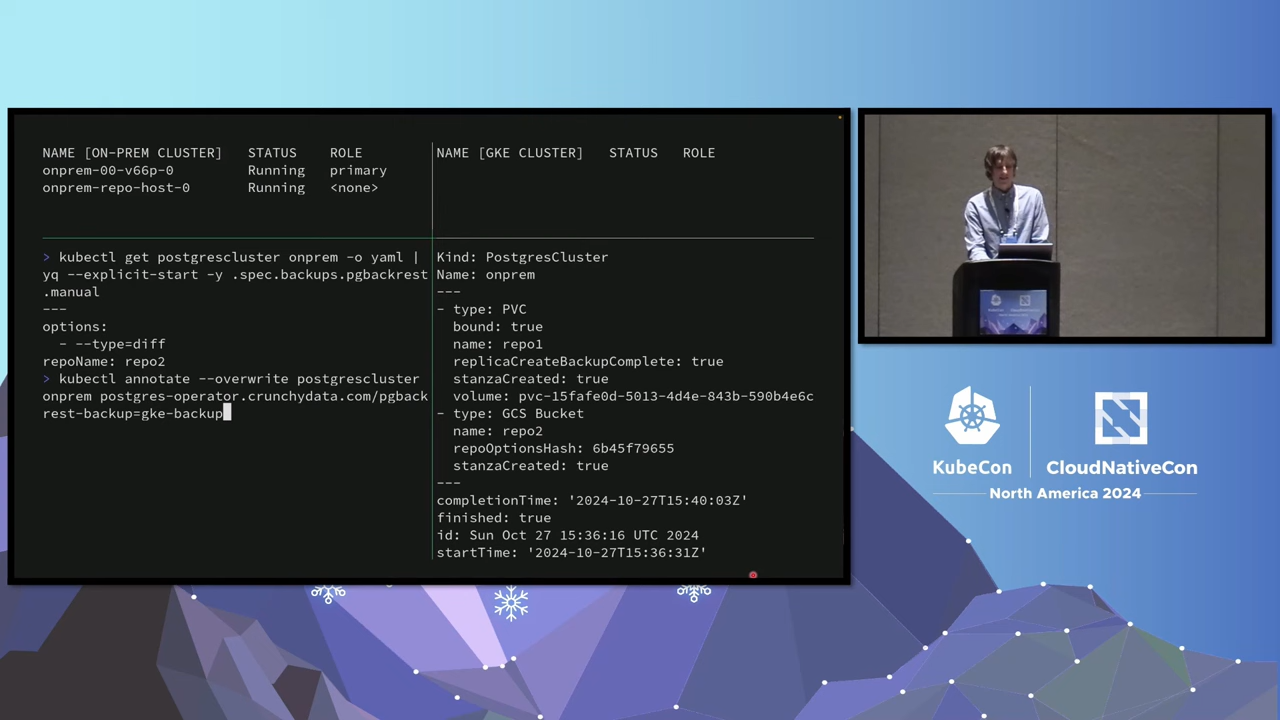 NAME [ON-PREM CLUSTER] STATUS ROLE
onprem-00-v66p-0 Running primary
onprem-repo-host-0 Running <none>
NAME [GKE CLUSTER] STATUS ROLE
> kubectl get postgrescluster onprem -o yaml |
yq --explicit-start -y .spec.backups.pgbackrest
.manual
---
options:
  - --type=diff
repoName: repo2
> kubectl annotate --overwrite postgrescluster
onprem postgres-operator.crunchydata.com/pgback
rest-backup=gke-backup
Kind: PostgresCluster
Name: onprem
---
- type: PVC
  bound: true
  name: repo1
  replicaCreateBackupComplete: true
  stanzaCreated: true
  volume: pvc-15fafe0d-5013-4d4e-843b-590b4e6c
- type: GCS Bucket
  name: repo2
  repoOptionsHash: 6b45f79655
  stanzaCreated: true
---
completionTime: '2024-10-27T15:40:03Z'
finished: true
id: Sun Oct 27 15:36:16 UTC 2024
startTime: '2024-10-27T15:36:31Z'
KubeCon
CloudNativeCon
North America 2024